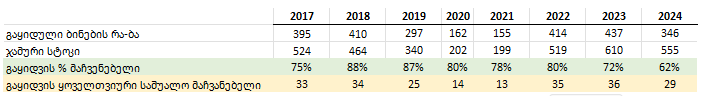 2017 2018 2019 2020 2021 2022 2023 2024
გაყიდული ბინების რა-ბა 395 410 297 162 155 414 437 346
ჯამური სტოკი 524 464 340 202 199 519 610 555
გაყიდვის % მაჩვენებელი 75% 88% 87% 80% 78% 80% 72% 62%
გაყიდვის ყოველთვიური სამუალო მაჩვანებელი 33 34 25 14 13 35 36 29